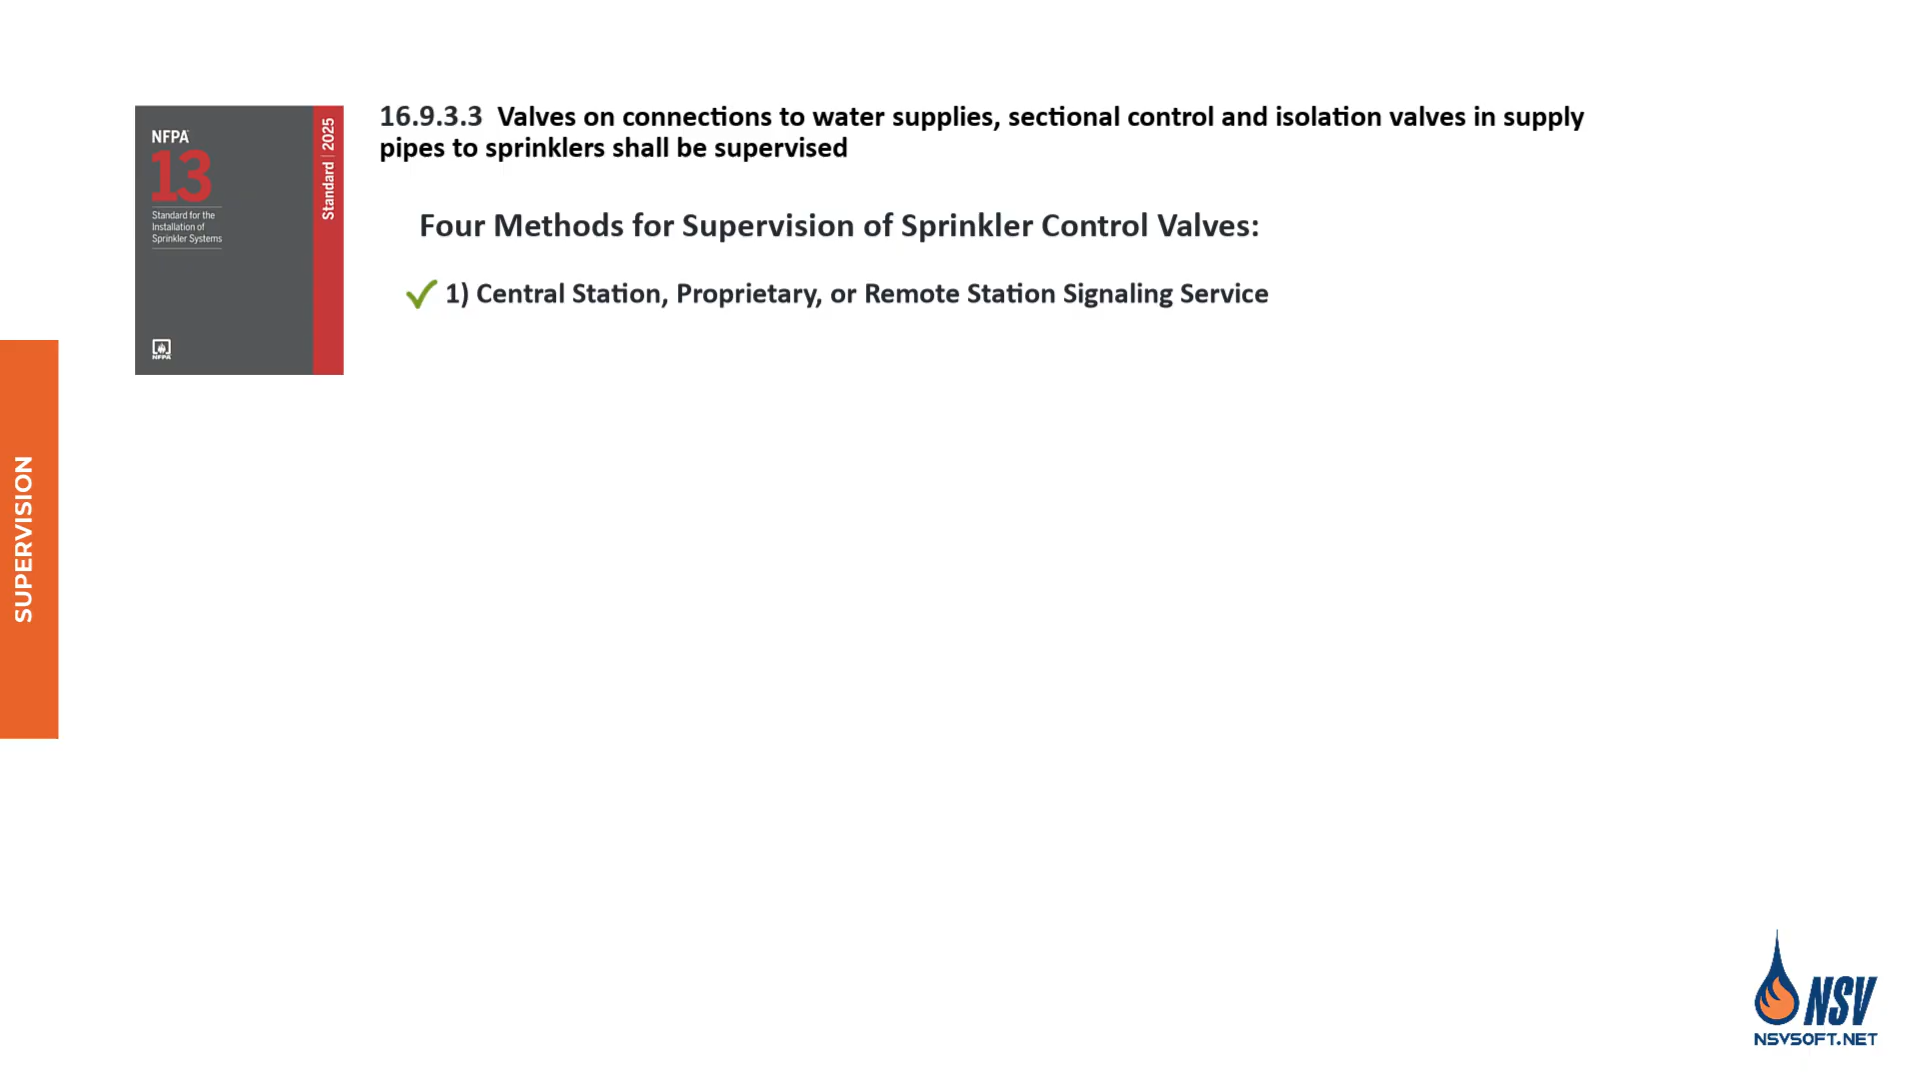 NFPA
13
Standard for the
Installation of
Sprinkler Systems
Standard | 2025
NFPA
16.9.3.3 Valves on connections to water supplies, sectional control and isolation valves in supply
pipes to sprinklers shall be supervised
Four Methods for Supervision of Sprinkler Control Valves:
1) Central Station, Proprietary, or Remote Station Signaling Service
SUPERVISION
NSV
NSVSOFT.NET